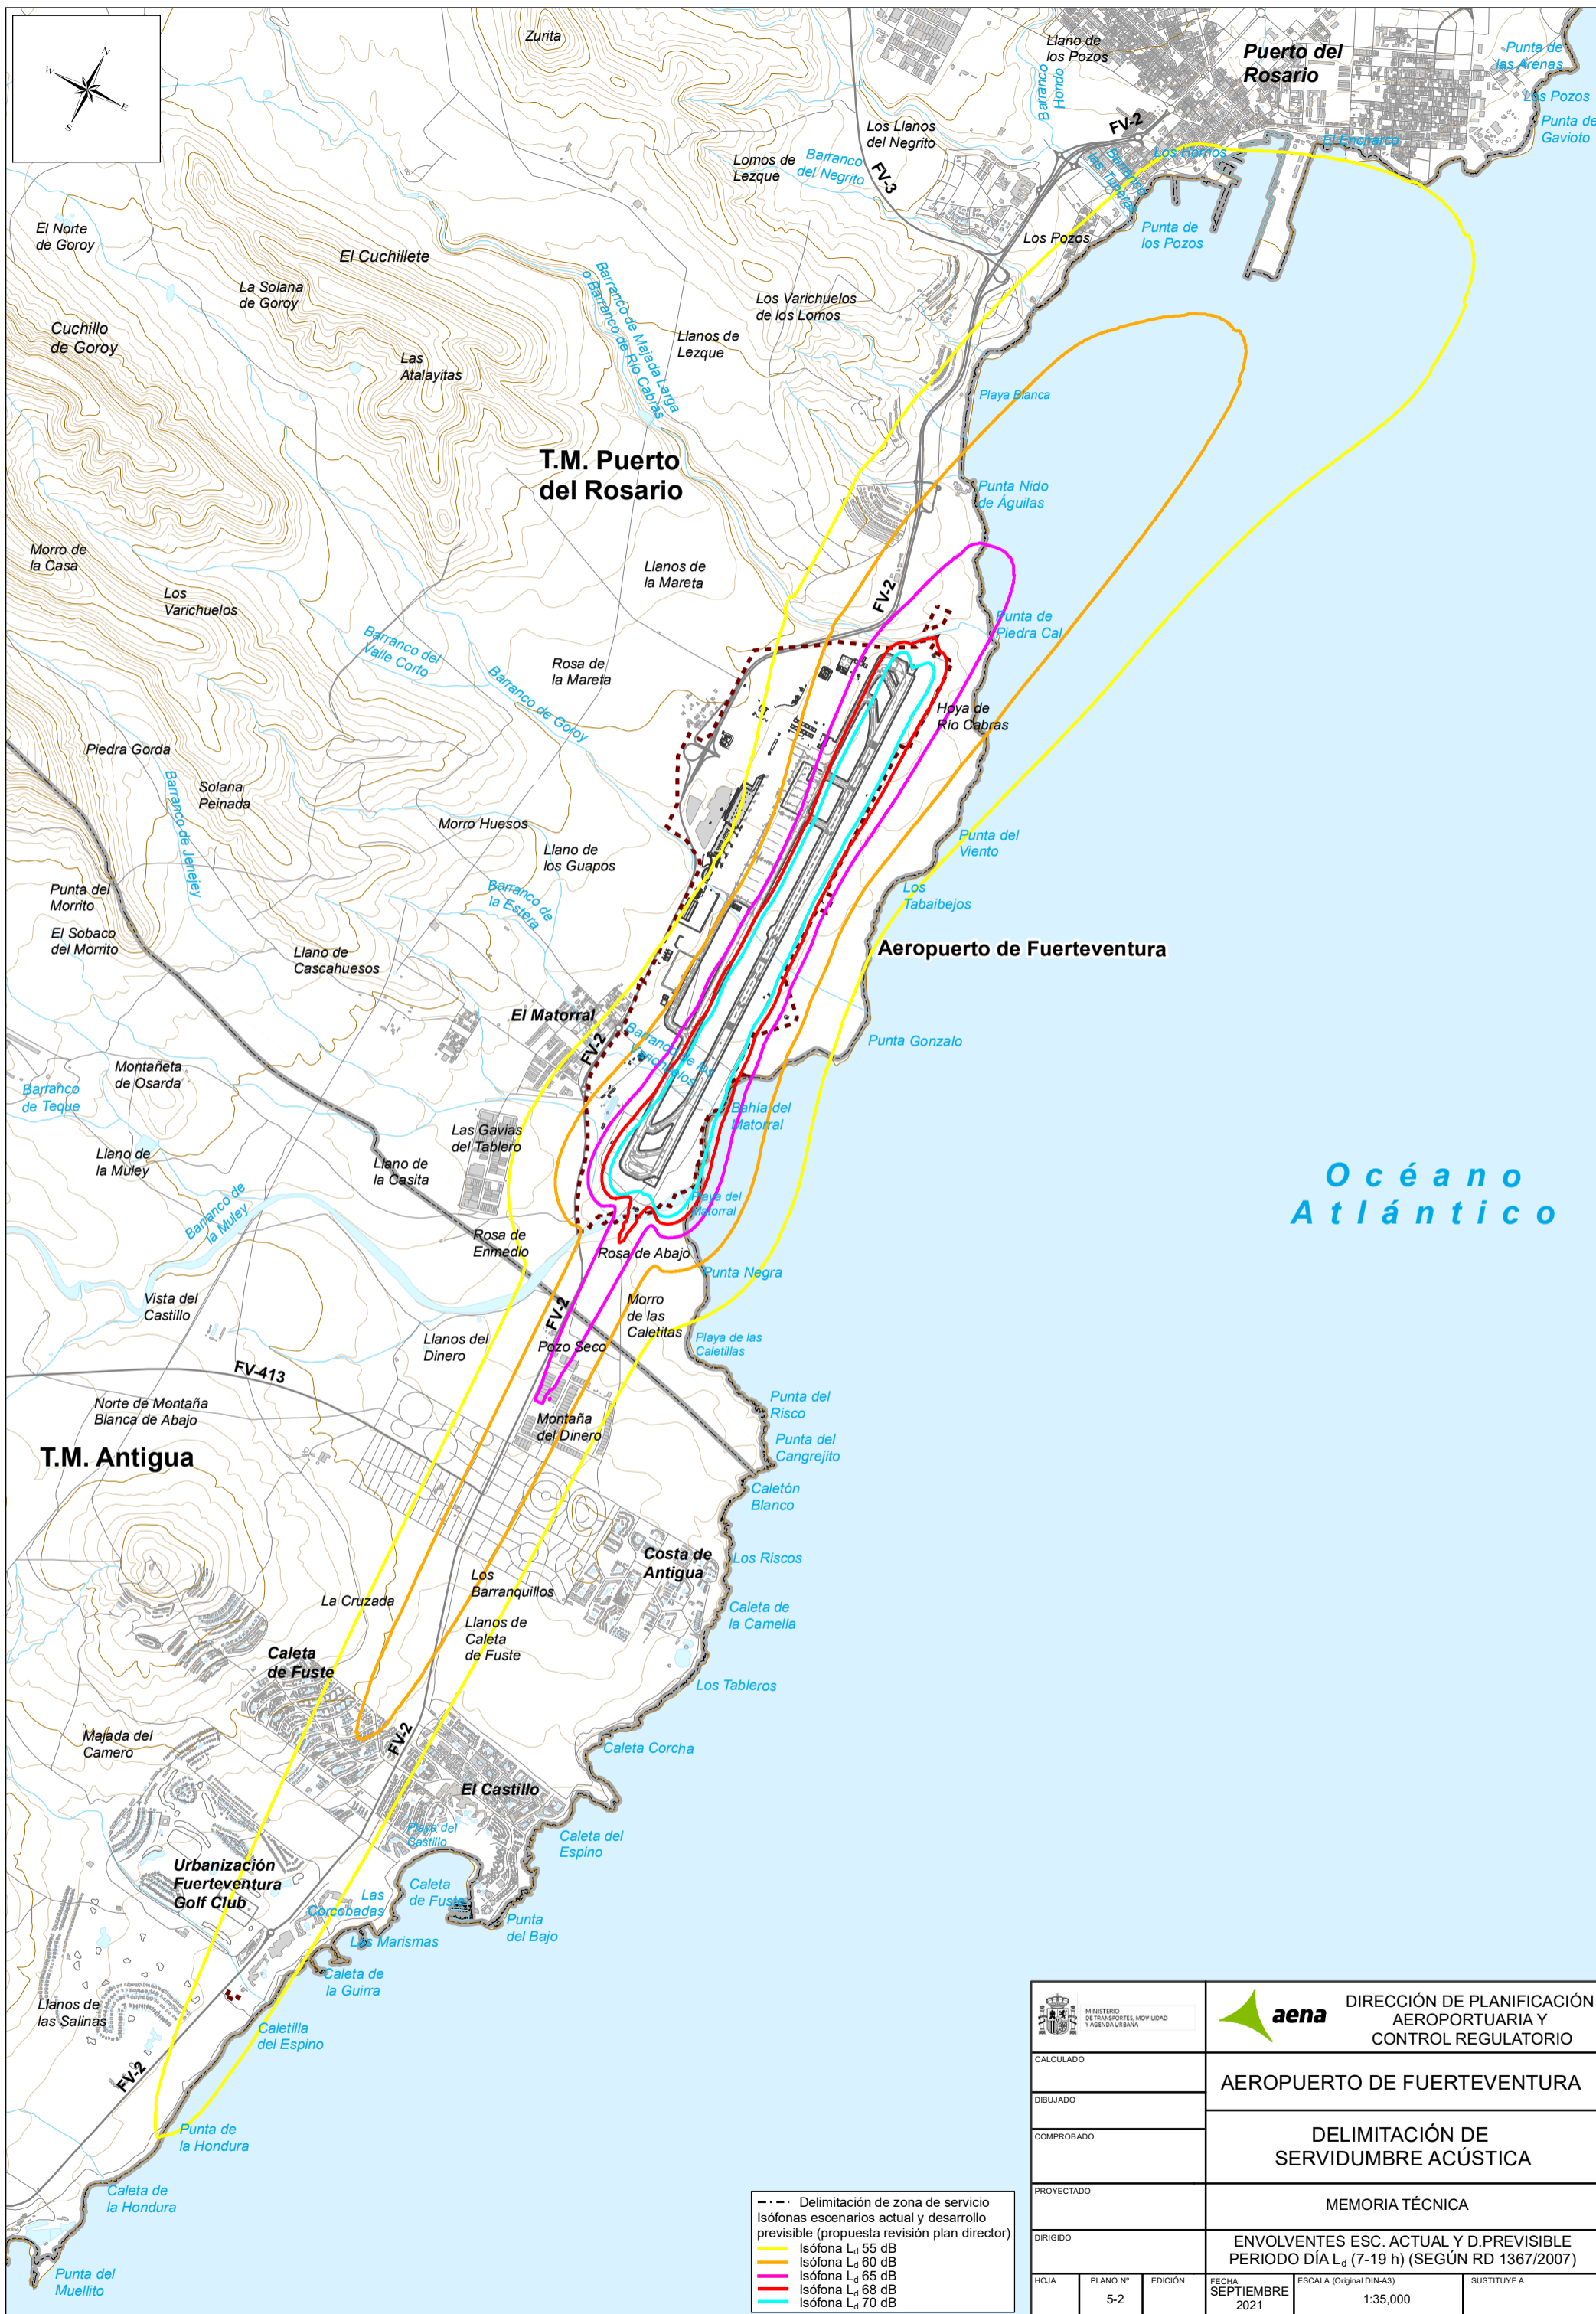 N
W
E
S
Zurita
Llano de
los Pozos
Puerto del
Rosario
Punta de
las Arenas
Los Pozos
Punta de
Gavioto
El Encharco
Barranco
Hondo
FV-2
Los Hornos
Barranco
las Tuberas
Los Llanos
del Negrito
Lomos de
Lezque
Barranco
del Negrito
FV-3
Los Pozos
Punta de
los Pozos
El Norte
de Goroy
El Cuchillete
La Solana
de Goroy
Cuchillo
de Goroy
Las
Atalayitas
Barranco de Majada Larga
o Barranco de Río Cabras
Los Varichuelos
de los Lomos
Llanos de
Lezque
Playa Blanca
T.M. Puerto
del Rosario
Punta Nido
de Águilas
Morro de
la Casa
Los
Varichuelos
Llanos de
la Mareta
FV-2
Punta de
Piedra Cal
Barranco del
Valle Corto
Rosa de
la Mareta
Barranco de Goroy
Hoya de
Río Cabras
Piedra Gorda
Solana
Peinada
Barranco de Jenejey
Morro Huesos
Llano de
los Guapos
Punta del
Viento
Los
Tabaibejos
Barranco de
la Estera
Punta del
Morrito
El Sobaco
del Morrito
Llano de
Cascahuesos
Aeropuerto de Fuerteventura
El Matorral
FV-2
Barranco de los
Varichuelos
Punta Gonzalo
Montañeta
de Osarda
Barranco
de Teque
Bahía del
Matorral
Las Gavias
del Tablero
Llano de
la Muley
Llano de
la Casita
Océano
Atlántico
Barranco de
la Muley
Playa del
Matorral
Rosa de
Enmedio
Rosa de Abajo
Punta Negra
Vista del
Castillo
Morro
de las
Caletitas
FV-2
Llanos del
Dinero
Pozo Seco
Playa de las
Caletillas
FV-413
Norte de Montaña
Blanca de Abajo
Punta del
Risco
Montaña
del Dinero
Punta del
Cangrejito
T.M. Antigua
Caletón
Blanco
Costa de
Antigua
Los Riscos
Los
Barranquillos
La Cruzada
Caleta de
la Camella
Llanos de
Caleta
de Fuste
Caleta
de Fuste
Los Tableros
Majada del
Camero
FV-2
Caleta Corcha
El Castillo
Playa del
Castillo
Caleta del
Espino
Urbanización
Fuerteventura
Golf Club
Las
Corcobadas
Caleta
de Fuste
Punta
del Bajo
Las Marismas
Caleta de
la Guirra
Llanos de
las Salinas
Caletilla
del Espino
FV-2
Punta de
la Hondura
Caleta de
la Hondura
Punta del
Muellito
Delimitación de zona de servicio
Isófonas escenarios actual y desarrollo
previsible (propuesta revisión plan director)
Isófona Ld 55 dB
Isófona Ld 60 dB
Isófona Ld 65 dB
Isófona Ld 68 dB
Isófona Ld 70 dB
MINISTERIO
DE TRANSPORTES, MOVILIDAD
Y AGENDA URBANA
aena
DIRECCIÓN DE PLANIFICACIÓN
AEROPORTUARIA Y
CONTROL REGULATORIO
CALCULADO
DIBUJADO
COMPROBADO
PROYECTADO
DIRIGIDO
AEROPUERTO DE FUERTEVENTURA
DELIMITACIÓN DE
SERVIDUMBRE ACÚSTICA
MEMORIA TÉCNICA
ENVOLVENTES ESC. ACTUAL Y D.PREVISIBLE
PERIODO DÍA Ld (7-19 h) (SEGÚN RD 1367/2007)
HOJA
PLANO Nº
5-2
EDICIÓN
FECHA
SEPTIEMBRE
2021
ESCALA (Original DIN-A3)
1:35,000
SUSTITUYE A